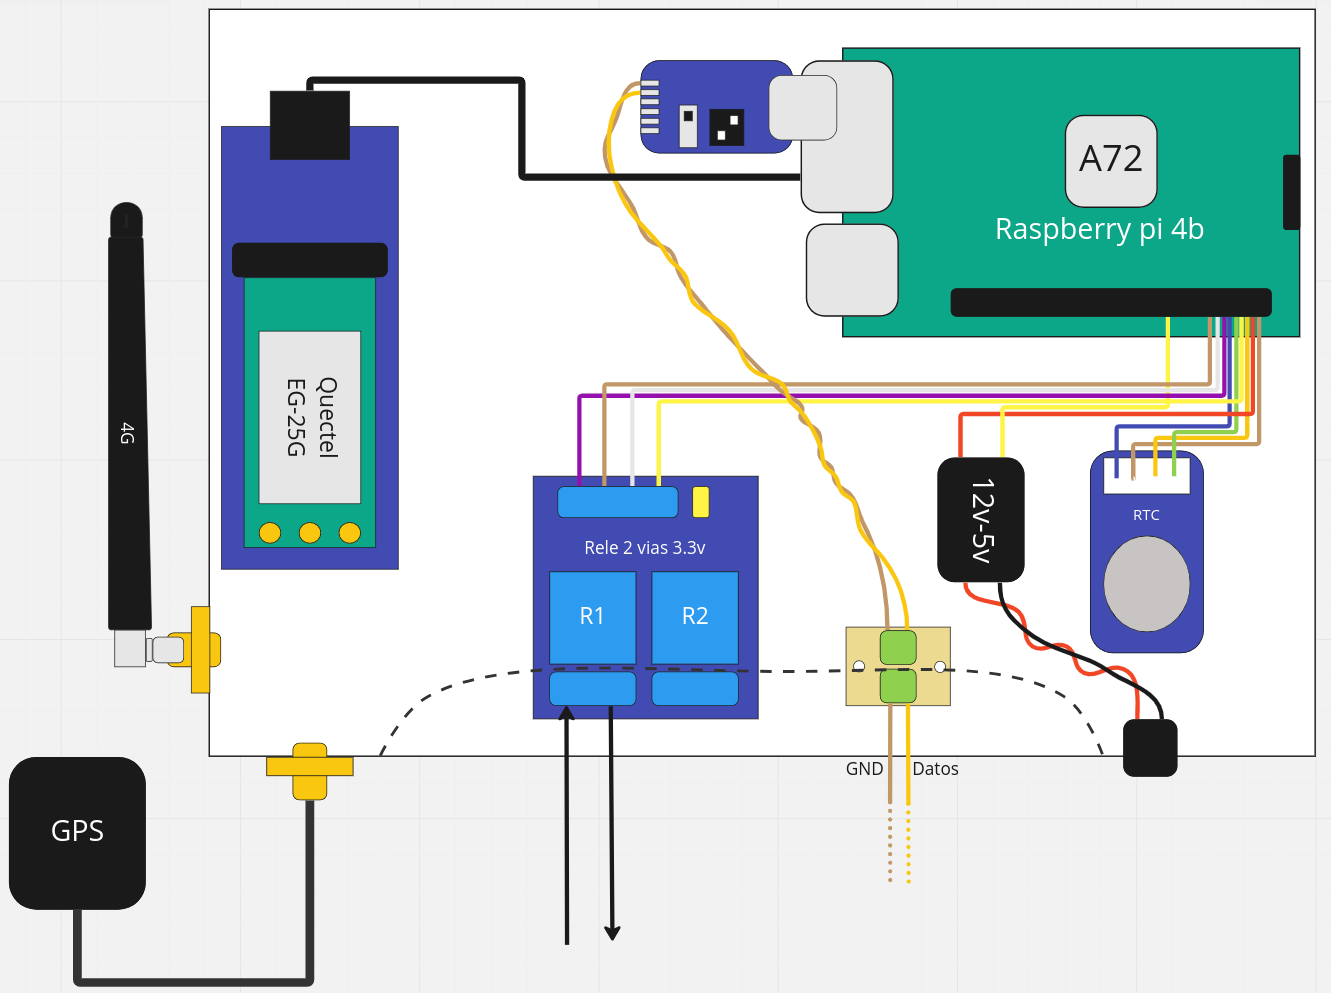 A72
Raspberry pi 4b
Quectel
EG-25G
4G
12v-5v
RTC
Rele 2 vias 3.3v
R1
R2
GND
Datos
GPS